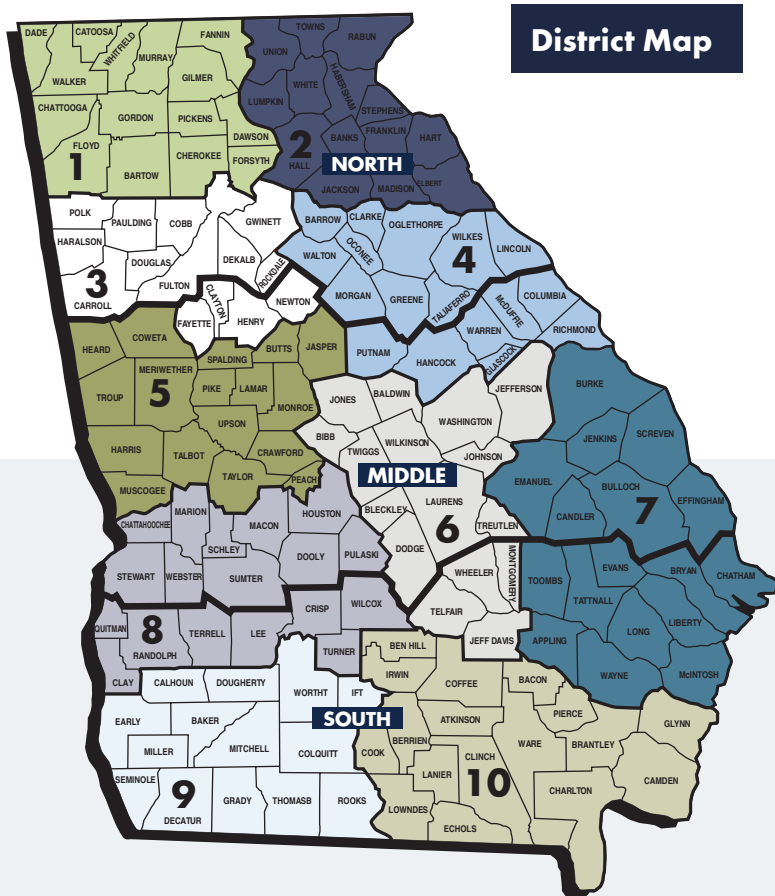 District Map
DADE
CATOOSA
WHITFIELD
FANNIN
MURRAY
WALKER
GILMER
CHATTOOGA
GORDON
PICKENS
DAWSON
FLOYD
1
BARTOW
CHEROKEE
FORSYTH
TOWNS
RABUN
UNION
WHITE
HABERSHAM
LUMPKIN
STEPHENS
BANKS
FRANKLIN
HART
2
HALL
NORTH
JACKSON
MADISON
ELBERT
POLK
PAULDING
COBB
GWINETT
HARALSON
DOUGLAS
DEKALB
ROCKDALE
3
CARROLL
FULTON
CLAYTON
NEWTON
FAYETTE
HENRY
BARROW
CLARKE
OGLETHORPE
WILKES
LINCOLN
WALTON
OCONEE
4
MORGAN
GREENE
TALIAFERRO
McDUFFIE
COLUMBIA
WARREN
RICHMOND
PUTNAM
HANCOCK
GLASCOCK
HEARD
COWETA
SPALDING
BUTTS
JASPER
TROUP
MERIWETHER
5
PIKE
LAMAR
MONROE
UPSON
HARRIS
TALBOT
CRAWFORD
MUSCOGEE
TAYLOR
PEACH
JONES
BALDWIN
JEFFERSON
WASHINGTON
BIBB
TWIGGS
WILKINSON
JOHNSON
MIDDLE
BLECKLEY
LAURENS
6
TREUTLEN
DODGE
WHEELER
MONTGOMERY
TELFAIR
JEFF DAVIS
BURKE
JENKINS
SCREVEN
EMANUEL
BULLOCH
CANDLER
7
EFFINGHAM
TOOMBS
EVANS
BRYAN
CHATHAM
TATTNALL
LIBERTY
APPLING
LONG
WAYNE
McINTOSH
CHATTAHOOCHEE
MARION
MACON
HOUSTON
SCHLEY
DOOLY
PULASKI
STEWART
WEBSTER
SUMTER
CRISP
WILCOX
QUITMAN
8
RANDOLPH
TERRELL
LEE
TURNER
CLAY
CALHOUN
DOUGHERTY
WORTHT
IFT
SOUTH
EARLY
BAKER
MILLER
MITCHELL
COLQUITT
SEMINOLE
9
DECATUR
GRADY
THOMASB
ROOKS
BEN HILL
IRWIN
COFFEE
BACON
PIERCE
GLYNN
ATKINSON
COOK
BERRIEN
CLINCH
WARE
BRANTLEY
LANIER
10
CHARLTON
CAMDEN
LOWNDES
ECHOLS